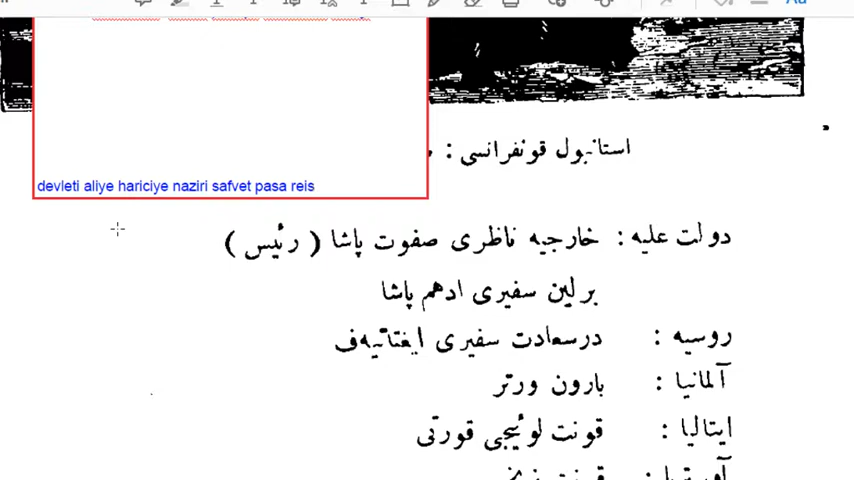 devleti aliye hariciye naziri safvet pasa reis
استانبول قونفرانسی :
دولت علیه : خارجیه ناظری صفوت پاشا ( رئیس )
برلین سفیری ادهم پاشا
روسیه : درسعادت سفیری ایغناتیه‌ف
آلمانیا : بارون ورتر
ایتالیا : قونت لوئیجی قورتی